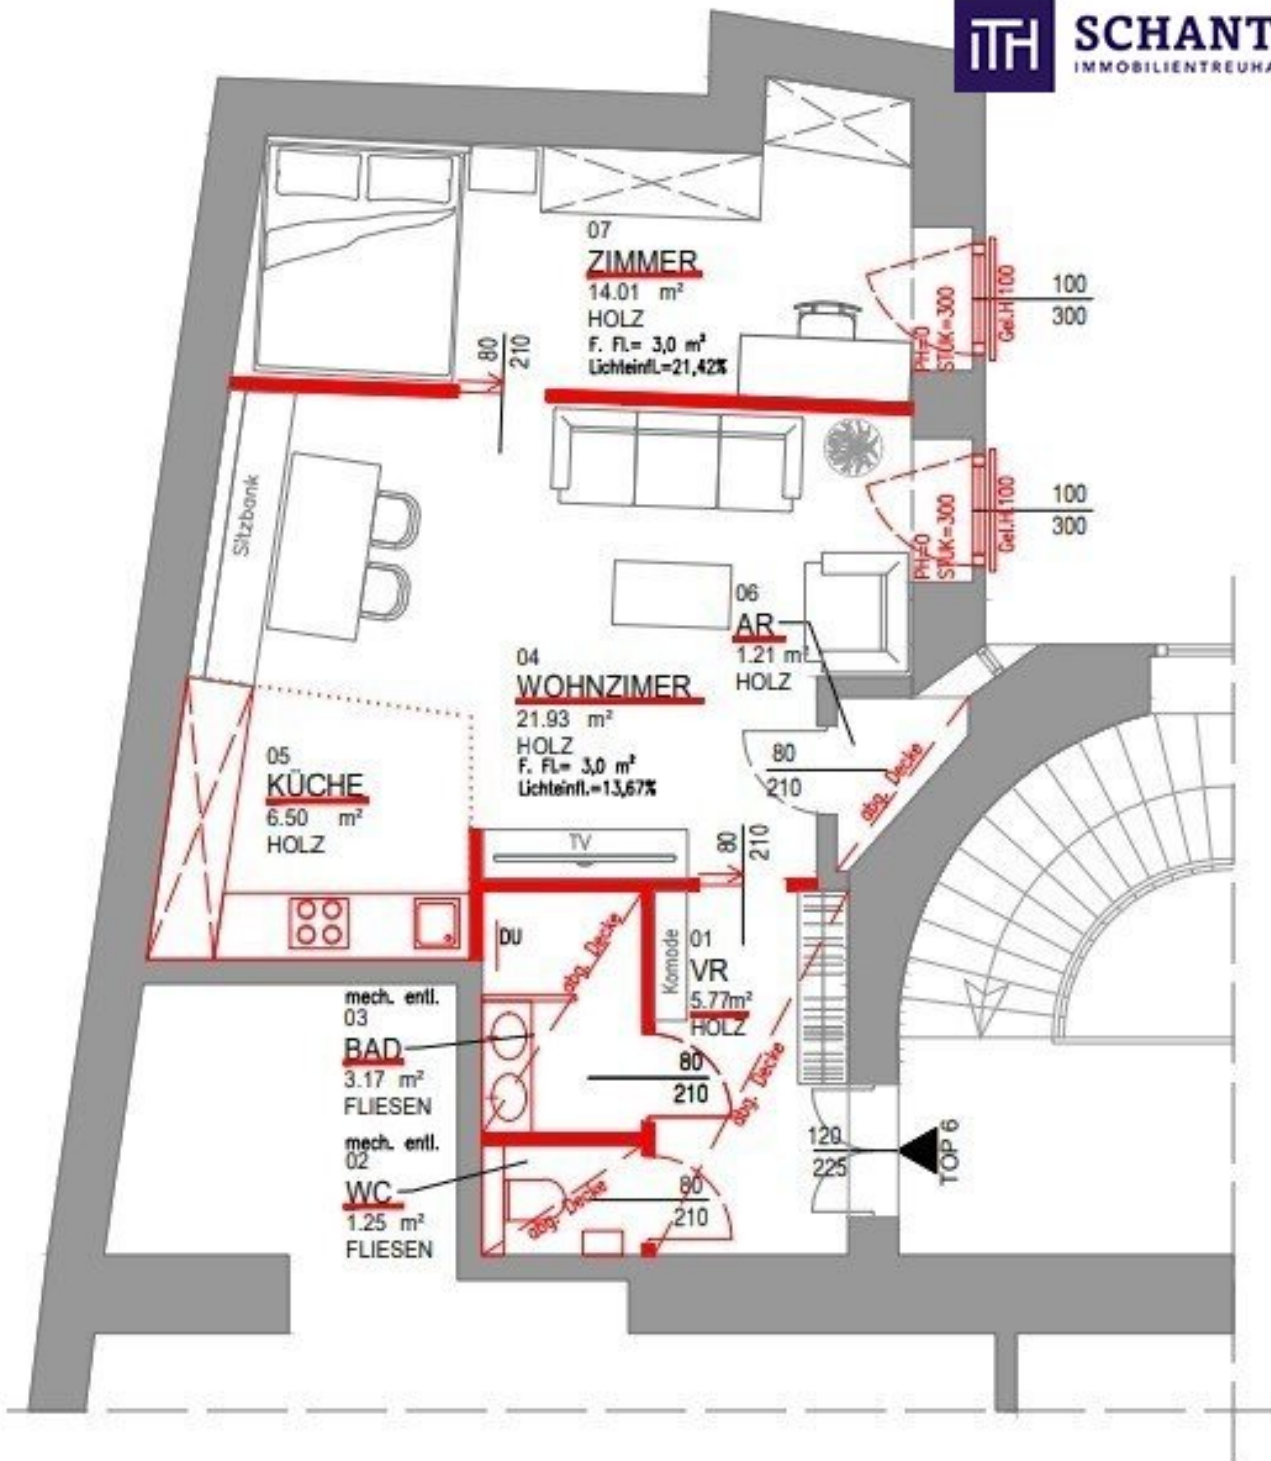 ITH SCHANT
IMMOBILIENTREUHA
07
ZIMMER
14.01 m²
HOLZ
F. FL= 3,0 m²
Lichteinfl.=21,42%
80
210
PH=0
STUK=300
Gel.H.100
100
300
Sitzbank
PH=0
STUK=300
Gel.H.100
100
300
06
AR
1.21 m²
HOLZ
04
WOHNZIMER
21.93 m²
HOLZ
F. FL= 3,0 m²
Lichteinfl.=13,67%
05
KÜCHE
6.50 m²
HOLZ
80
210
abg. Decke
TV
80
210
DU
abg. Decke
Komode
01
VR
5.77m²
HOLZ
mech. entl.
03
BAD
3.17 m²
FLIESEN
80
210
abg. Decke
mech. entl.
02
WC
1.25 m²
FLIESEN
abg. Decke
80
210
120
225
TOP 6